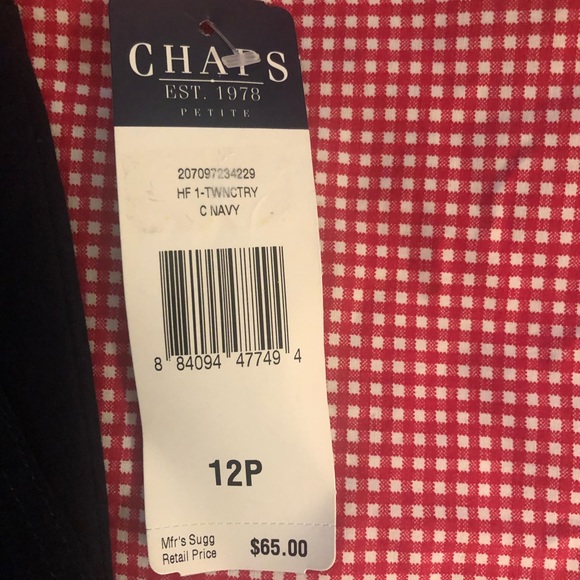 CHAPS
EST. 1978
PETITE
207097234229
HF 1-TWNCTRY
C NAVY
8 84094 47749 4
12P
Mfr's Sugg
Retail Price $65.00